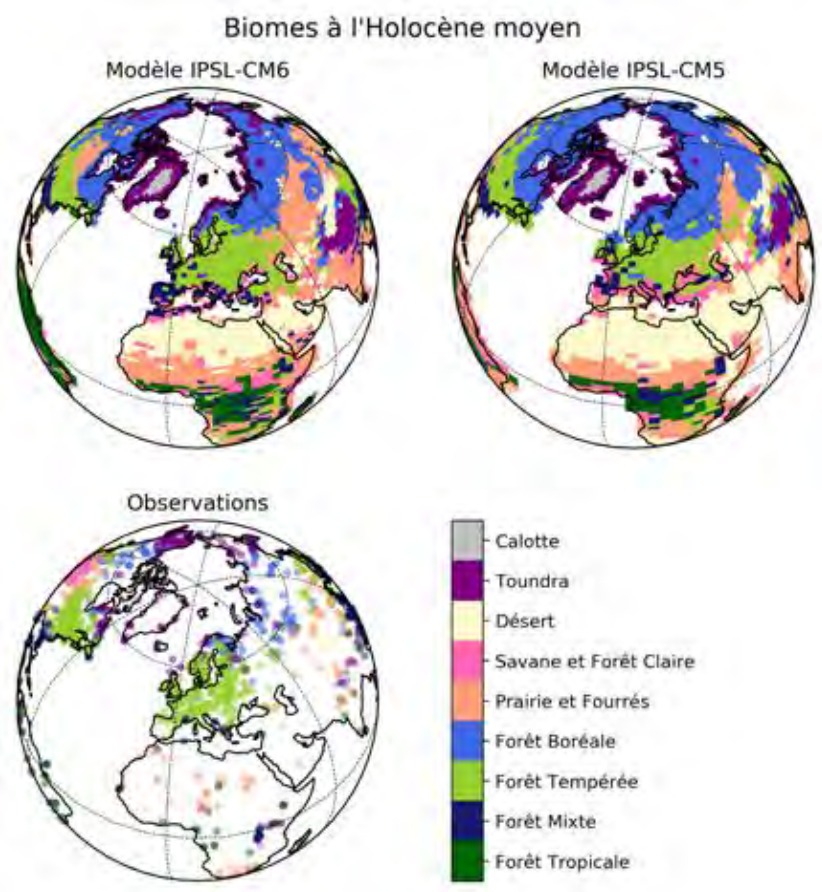 Biomes à l'Holocène moyen
Modèle IPSL-CM6
Modèle IPSL-CM5
Observations
Calotte
Toundra
Désert
Savane et Forêt Claire
Prairie et Fourrés
Forêt Boréale
Forêt Tempérée
Forêt Mixte
Forêt Tropicale